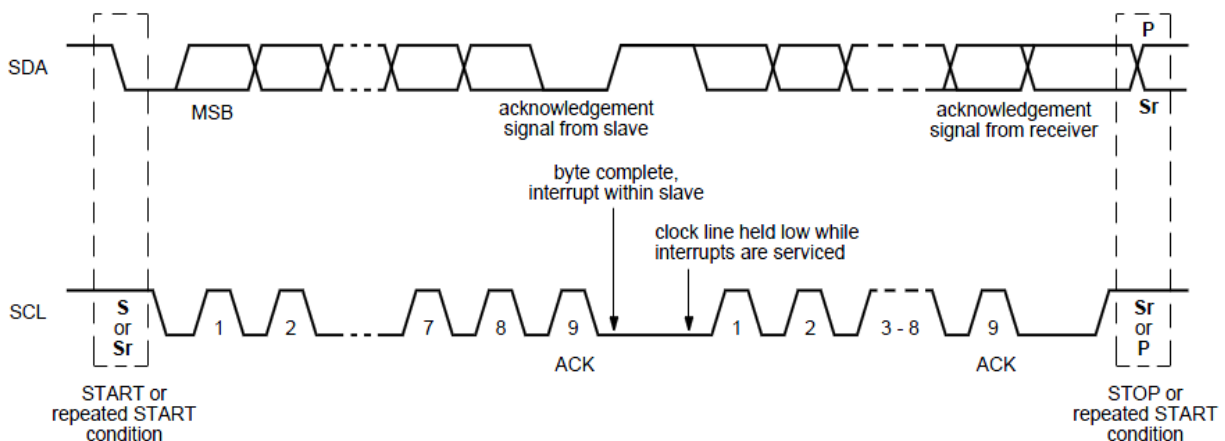 P
SDA
MSB
acknowledgement
signal from slave
acknowledgement
signal from receiver
Sr
byte complete,
interrupt within slave
clock line held low while
interrupts are serviced
SCL
S
or
Sr
1
2
7
8
9
1
2
3 - 8
9
Sr
or
P
ACK
ACK
START or
repeated START
condition
STOP or
repeated START
condition